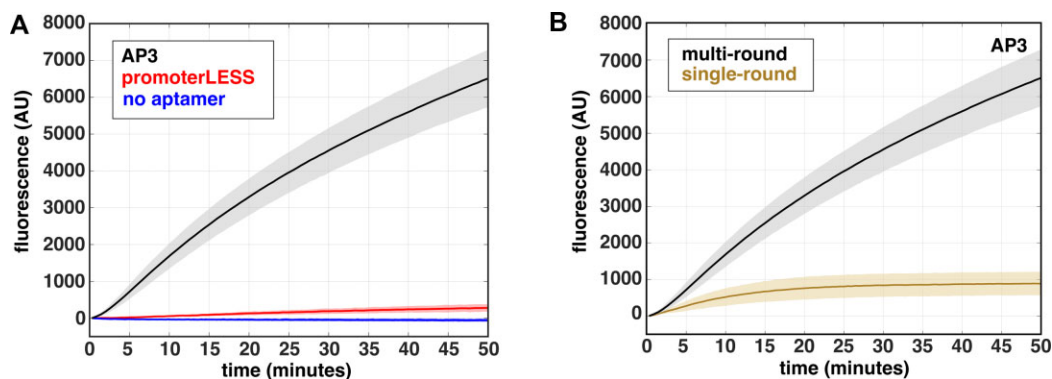 A
8000
7000
6000
5000
4000
3000
2000
1000
0
fluorescence (AU)
AP3
promoterLESS
no aptamer
0 5 10 15 20 25 30 35 40 45 50
time (minutes)
B
8000
7000
6000
5000
4000
3000
2000
1000
0
fluorescence (AU)
multi-round
single-round
AP3
0 5 10 15 20 25 30 35 40 45 50
time (minutes)